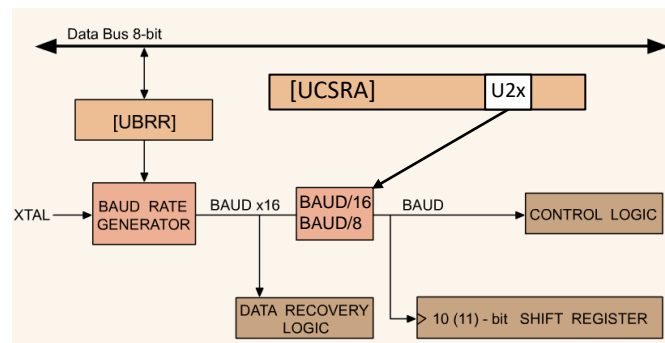 Data Bus 8-bit
[UCSRA] U2x
[UBRR]
XTAL
BAUD RATE
GENERATOR
BAUD x16
BAUD/16
BAUD/8
BAUD
CONTROL LOGIC
DATA RECOVERY
LOGIC
10 (11) - bit SHIFT REGISTER